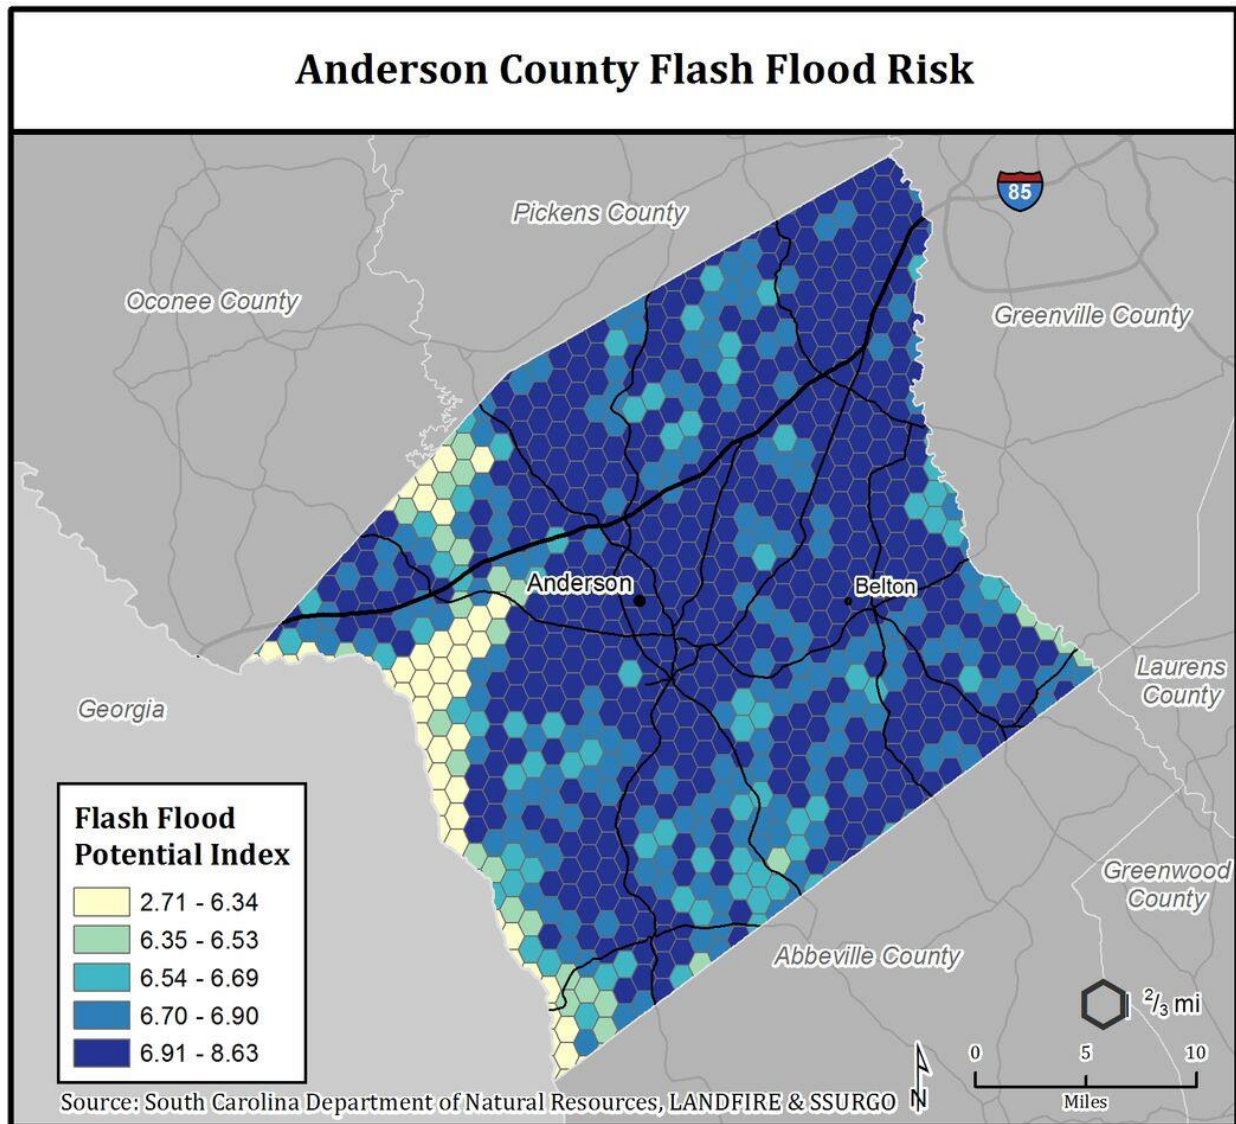 Anderson County Flash Flood Risk
85
Pickens County
Oconee County
Greenville County
Anderson
Belton
Laurens
County
Georgia
Flash Flood
Potential Index
2.71 - 6.34
6.35 - 6.53
6.54 - 6.69
6.70 - 6.90
6.91 - 8.63
Greenwood
County
Abbeville County
2/3 mi
0 5 10
Miles
N
Source: South Carolina Department of Natural Resources, LANDFIRE & SSURGO